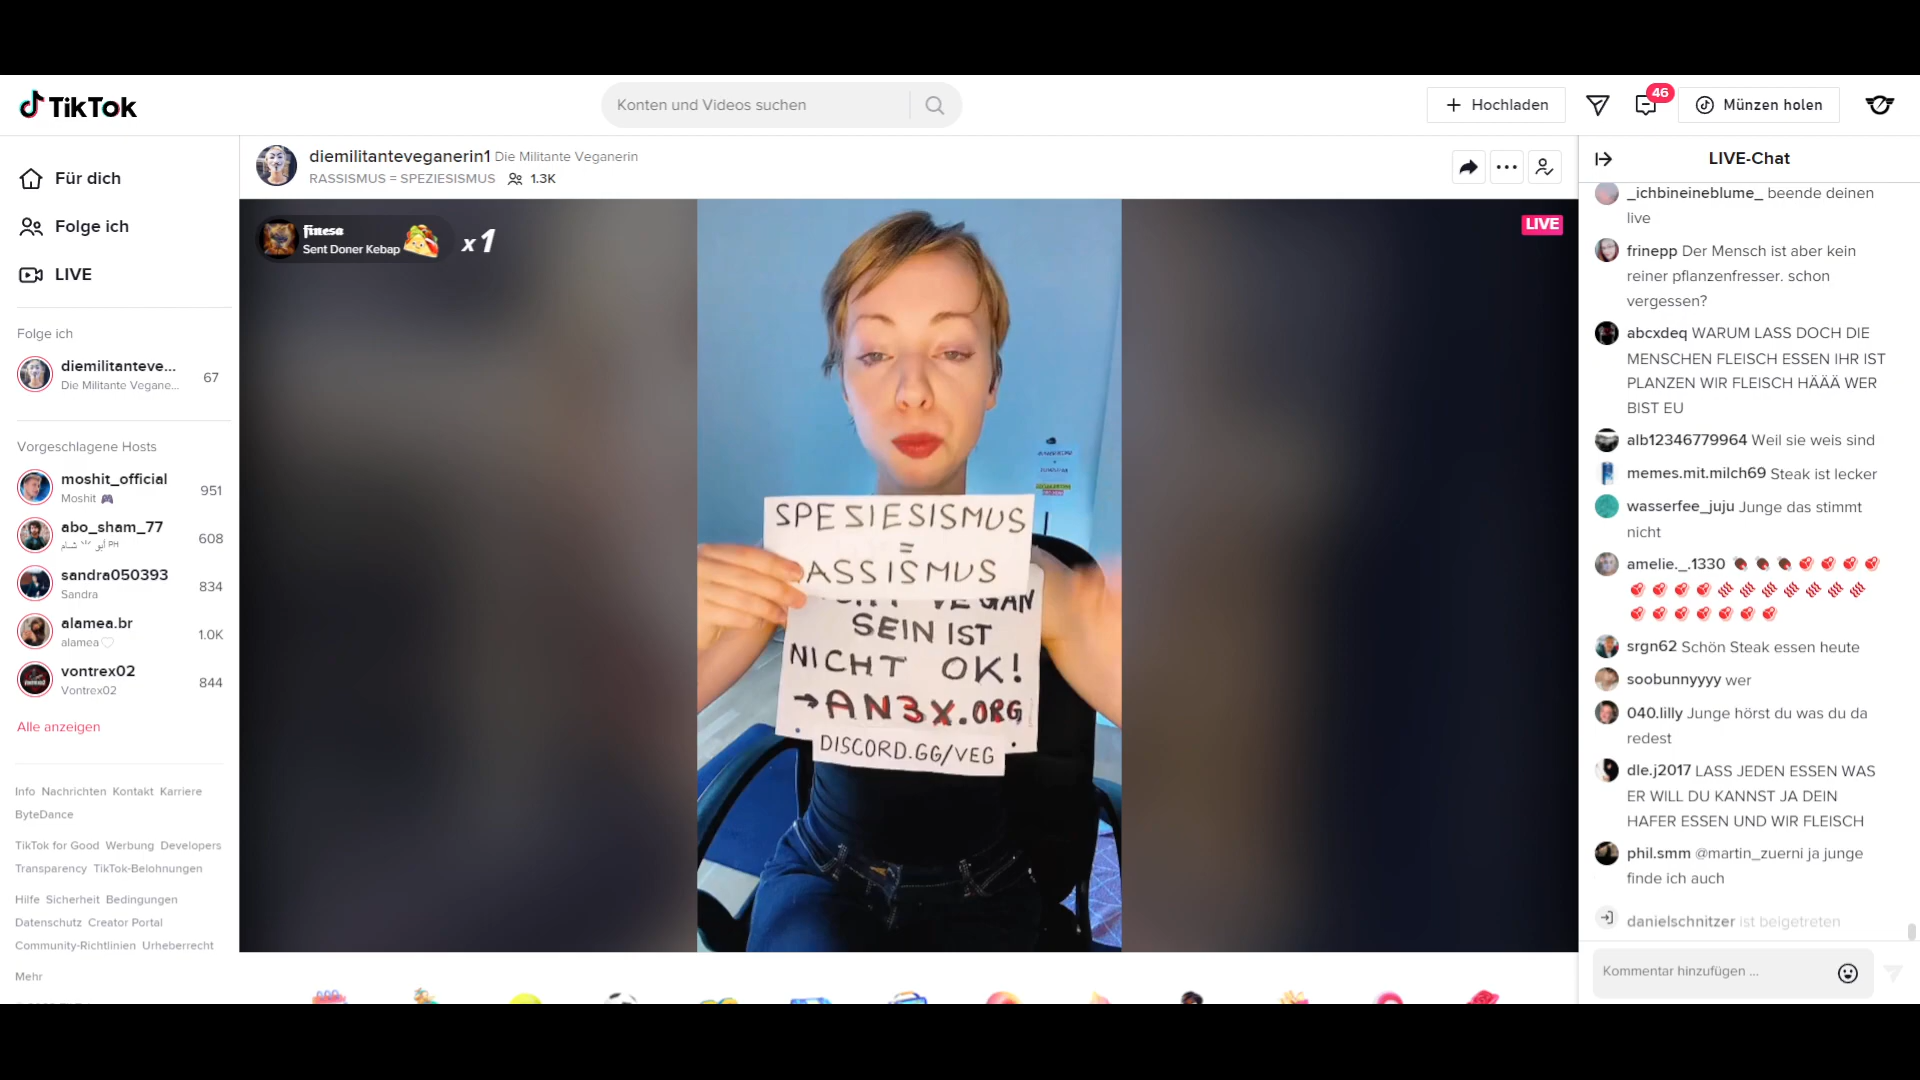 TikTok
Konten und Videos suchen
Hochladen
46
Münzen holen
Für dich
Folge ich
LIVE
Folge ich
diemilitanteve...
Die Militante Vegane...
67
Vorgeschlagene Hosts
moshit_official
Moshit
951
abo_sham_77
608
sandra050393
Sandra
834
alamea.br
alamea
1.0K
vontrex02
Vontrex02
844
Alle anzeigen
Info Nachrichten Kontakt Karriere
ByteDance
TikTok for Good Werbung Developers
Transparency TikTok-Belohnungen
Hilfe Sicherheit Bedingungen
Datenschutz Creator Portal
Community-Richtlinien Urheberrecht
Mehr
diemilitanteveganerin1 Die Militante Veganerin
RASSISMUS = SPEZIESISMUS 1.3K
finesa
Sent Doner Kebap
x 1
LIVE
SPEZIESISMUS
=
ASSISMUS
VEGAN
SEIN IST
NICHT OK!
→AN3X.ORG
DISCORD.GG/VEG
LIVE-Chat
_ichbineineblume_ beende deinen
live
frinepp Der Mensch ist aber kein
reiner pflanzenfresser. schon
vergessen?
abcxdeq WARUM LASS DOCH DIE
MENSCHEN FLEISCH ESSEN IHR IST
PLANZEN WIR FLEISCH HÄÄÄ WER
BIST EU
alb12346779964 Weil sie weis sind
memes.mit.milch69 Steak ist lecker
wasserfee_juju Junge das stimmt
nicht
amelie._.1330
srgn62 Schön Steak essen heute
soobunnyyyy wer
040.lilly Junge hörst du was du da
redest
dle.j2017 LASS JEDEN ESSEN WAS
ER WILL DU KANNST JA DEIN
HAFER ESSEN UND WIR FLEISCH
phil.smm @martin_zuerni ja junge
finde ich auch
danielschnitzer ist beigetreten
Kommentar hinzufügen ...